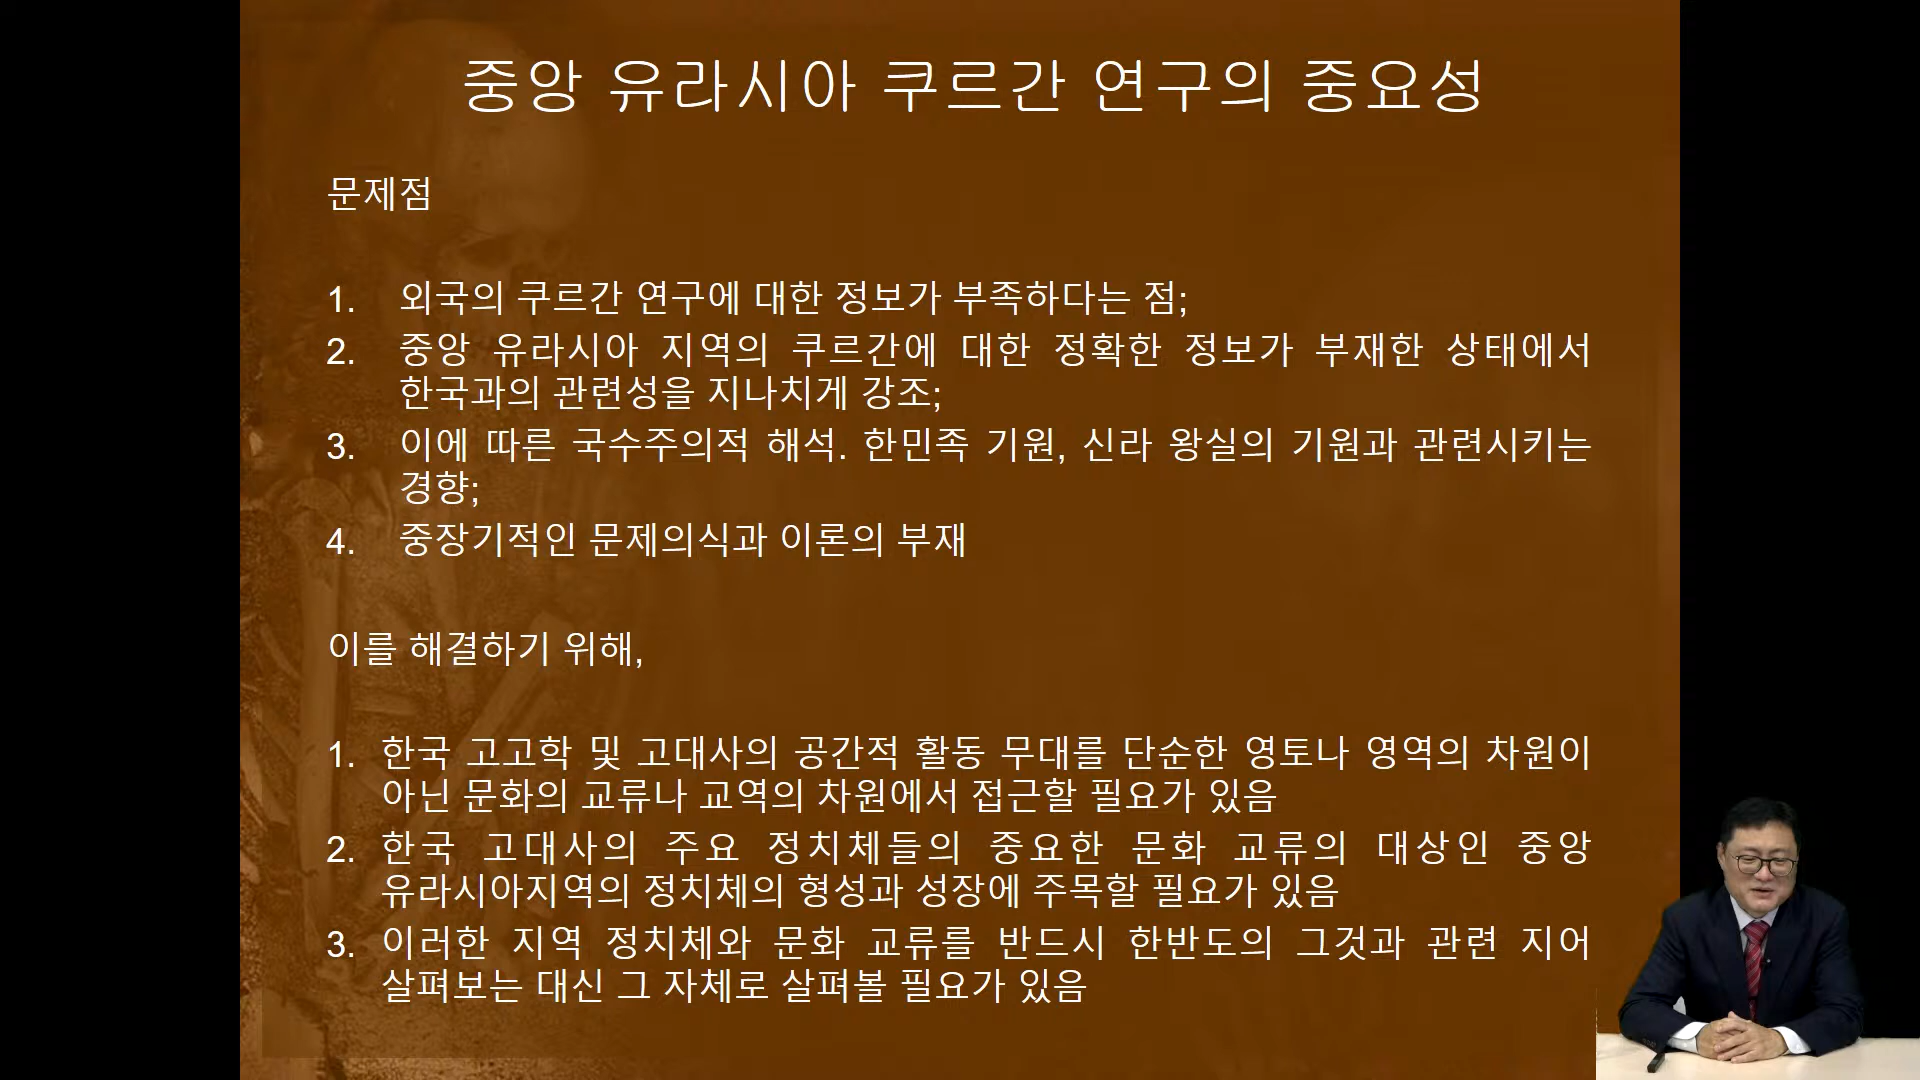 중앙 유라시아 쿠르간 연구의 중요성
문제점
1. 외국의 쿠르간 연구에 대한 정보가 부족하다는 점;
2. 중앙 유라시아 지역의 쿠르간에 대한 정확한 정보가 부재한 상태에서
한국과의 관련성을 지나치게 강조;
3. 이에 따른 국수주의적 해석. 한민족 기원, 신라 왕실의 기원과 관련시키는
경향;
4. 중장기적인 문제의식과 이론의 부재
이를 해결하기 위해,
1. 한국 고고학 및 고대사의 공간적 활동 무대를 단순한 영토나 영역의 차원이
아닌 문화의 교류나 교역의 차원에서 접근할 필요가 있음
2. 한국 고대사의 주요 정치체들의 중요한 문화 교류의 대상인 중앙
유라시아지역의 정치체의 형성과 성장에 주목할 필요가 있음
3. 이러한 지역 정치체와 문화 교류를 반드시 한반도의 그것과 관련 지어
살펴보는 대신 그 자체로 살펴볼 필요가 있음